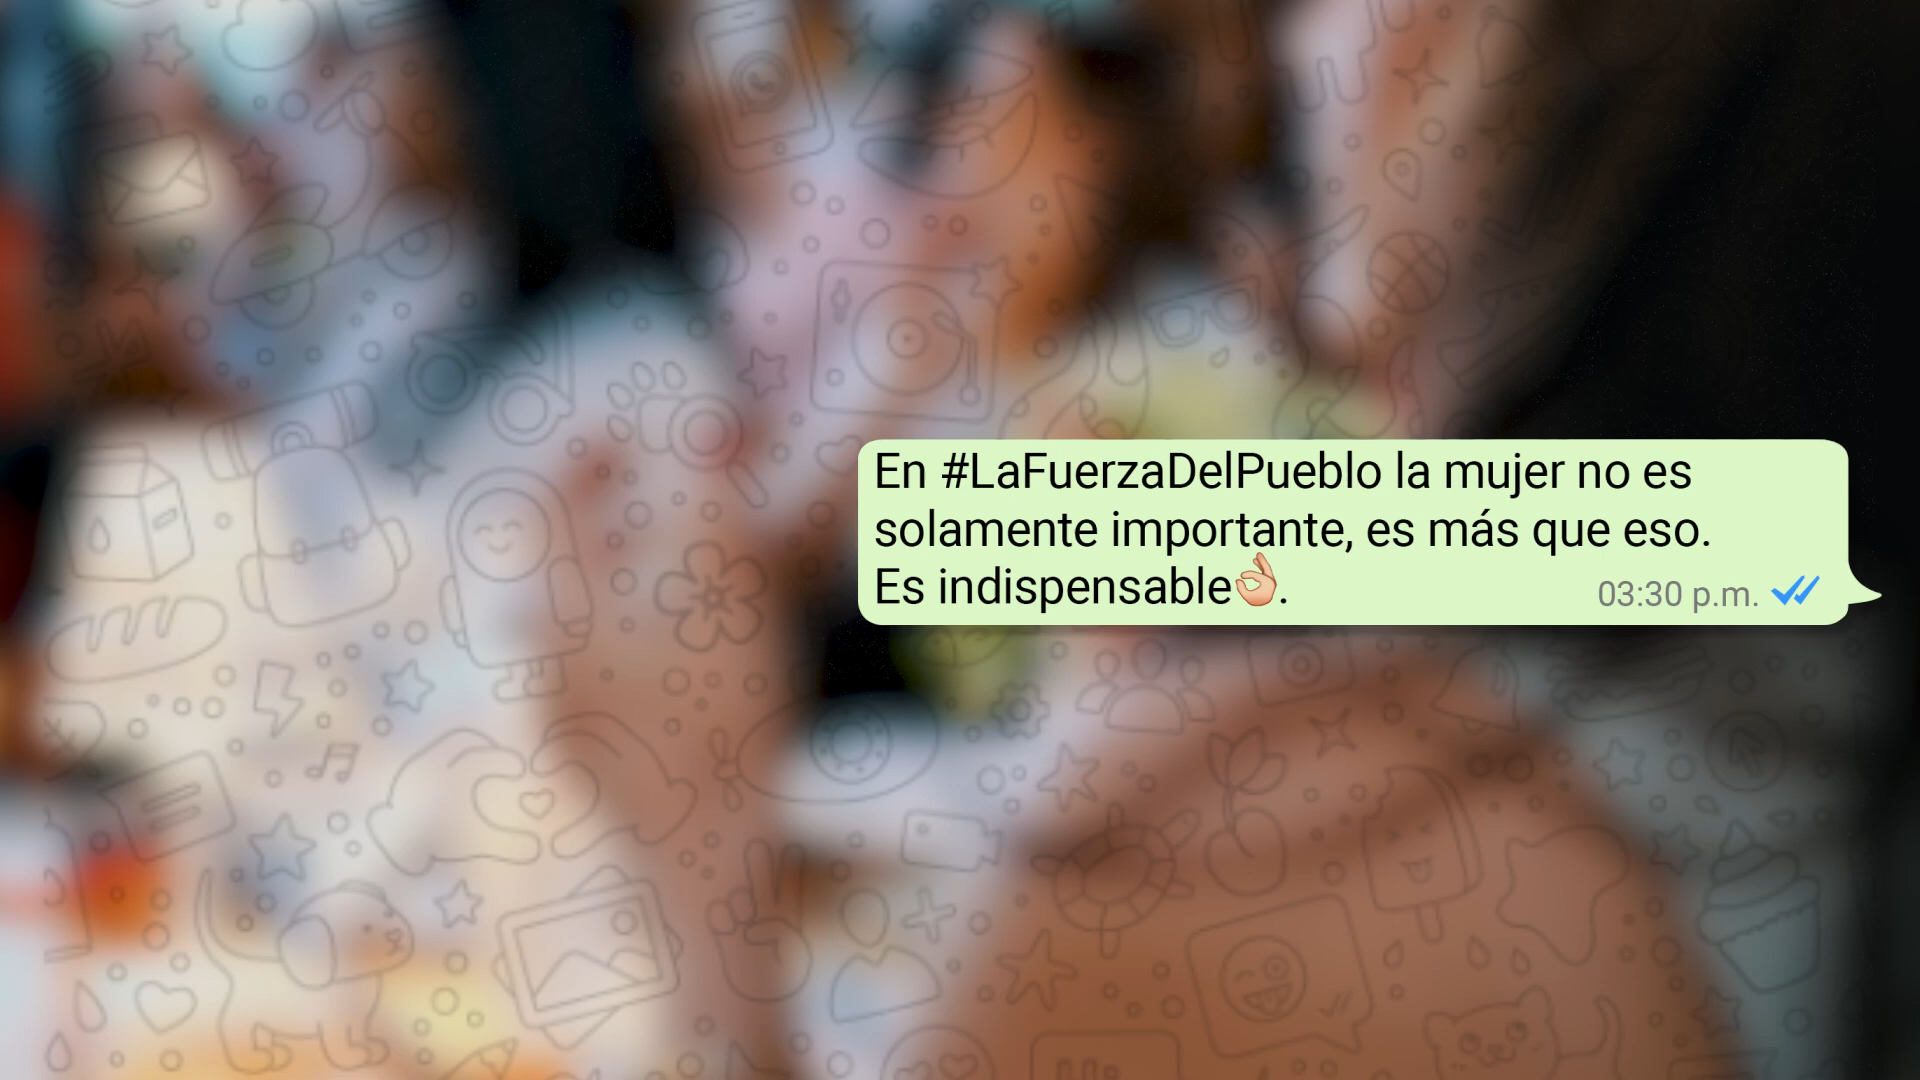 En #LaFuerzaDelPueblo la mujer no es
solamente importante, es más que eso.
Es indispensable👌🏼.
03:30 p.m.